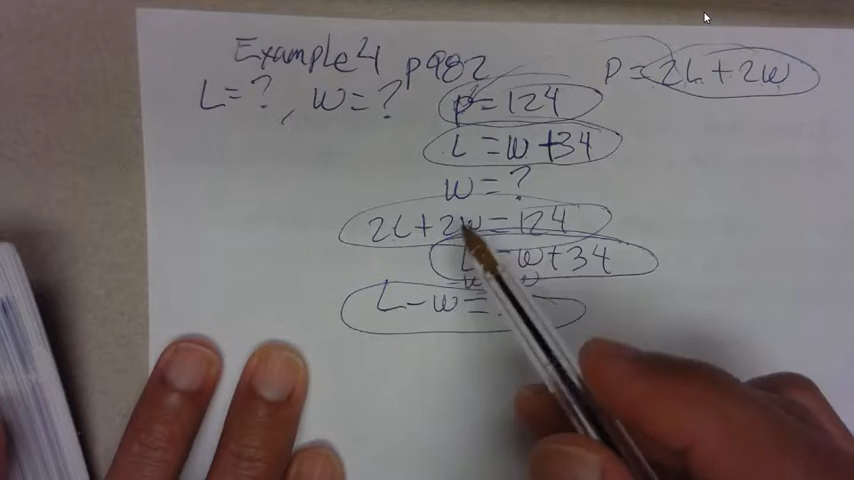 Example 4 p982
P = 2L + 2W
L = ? , W = ?
P = 124
L = W + 34
W = ?
2L + 2W = 124
L = W + 34
-W
L - W =